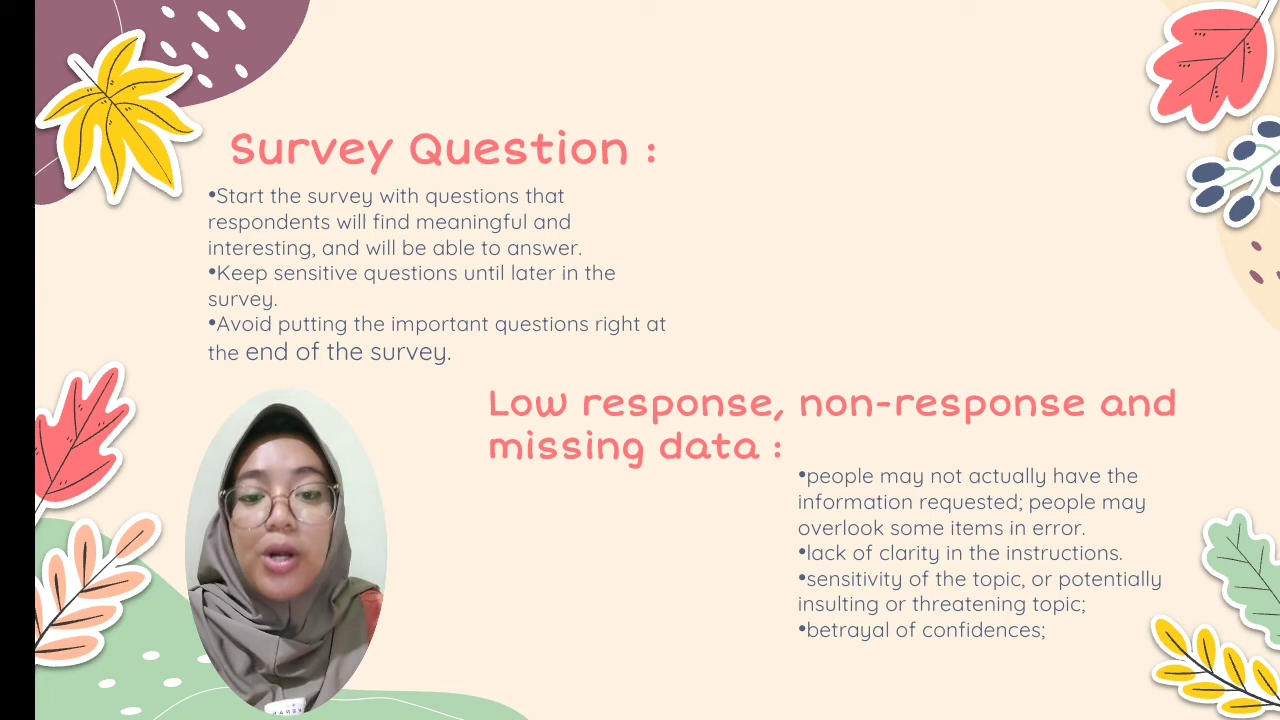 Survey Question :
•Start the survey with questions that
respondents will find meaningful and
interesting, and will be able to answer.
•Keep sensitive questions until later in the
survey.
•Avoid putting the important questions right at
the end of the survey.
Low response, non-response and
missing data :
•people may not actually have the
information requested; people may
overlook some items in error.
•lack of clarity in the instructions.
•sensitivity of the topic, or potentially
insulting or threatening topic;
•betrayal of confidences;